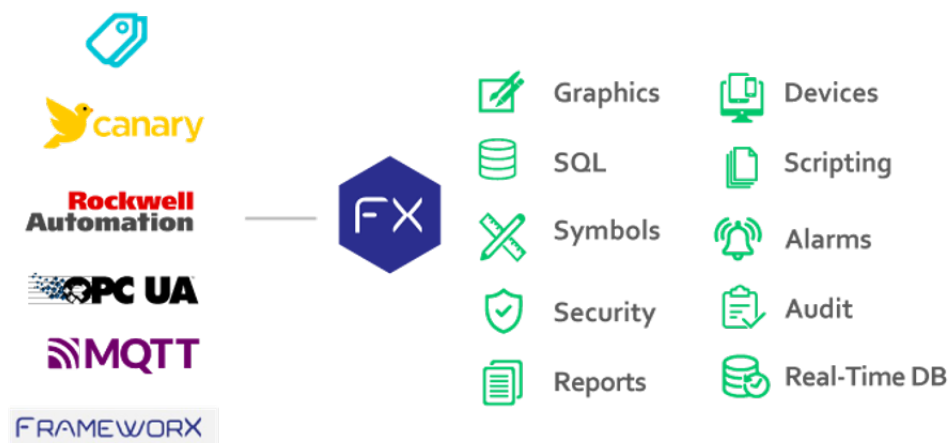 canary
Rockwell
Automation
OPC UA
MQTT
FRAMEWORX
FX
Graphics
SQL
Symbols
Security
Reports
Devices
Scripting
Alarms
Audit
Real-Time DB